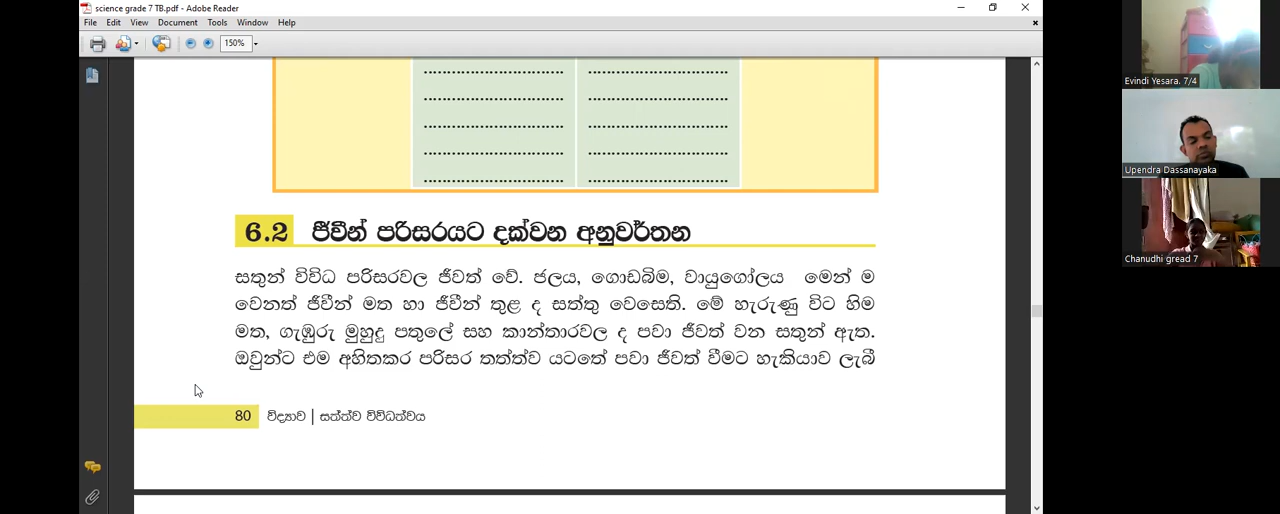 science grade 7 TB.pdf - Adobe Reader
File Edit View Document Tools Window Help
150%
6.2 ජීවීන් පරිසරයට දක්වන අනුවර්තන
සතුන් විවිධ පරිසරවල ජීවත් වේ. ජලය, ගොඩබිම, වායුගෝලය මෙන් ම
වෙනත් ජීවීන් මත හා ජීවීන් තුළ ද සත්තු වෙසෙති. මේ හැරුණු විට හිම
මත, ගැඹුරු මුහුදු පතුලේ සහ කාන්තාරවල ද පවා ජීවත් වන සතුන් ඇත.
ඔවුන්ට එම අහිතකර පරිසර තත්ත්ව යටතේ පවා ජීවත් වීමට හැකියාව ලැබී
80 විද්‍යාව | සත්ත්ව විවිධත්වය
Evindi Yesara. 7/4
Upendra Dassanayaka
Chanudhi gread 7